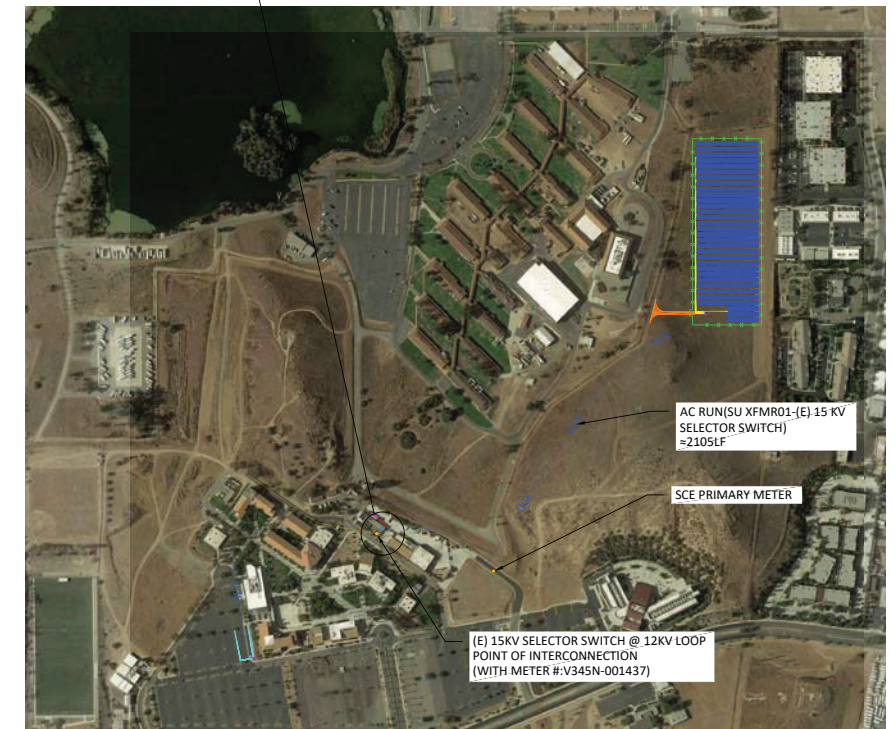 AC RUN(SU XFMR01-(E) 15 KV
SELECTOR SWITCH)
≈2105LF
SCE PRIMARY METER
(E) 15KV SELECTOR SWITCH @ 12KV LOOP
POINT OF INTERCONNECTION
(WITH METER #:V345N-001437)